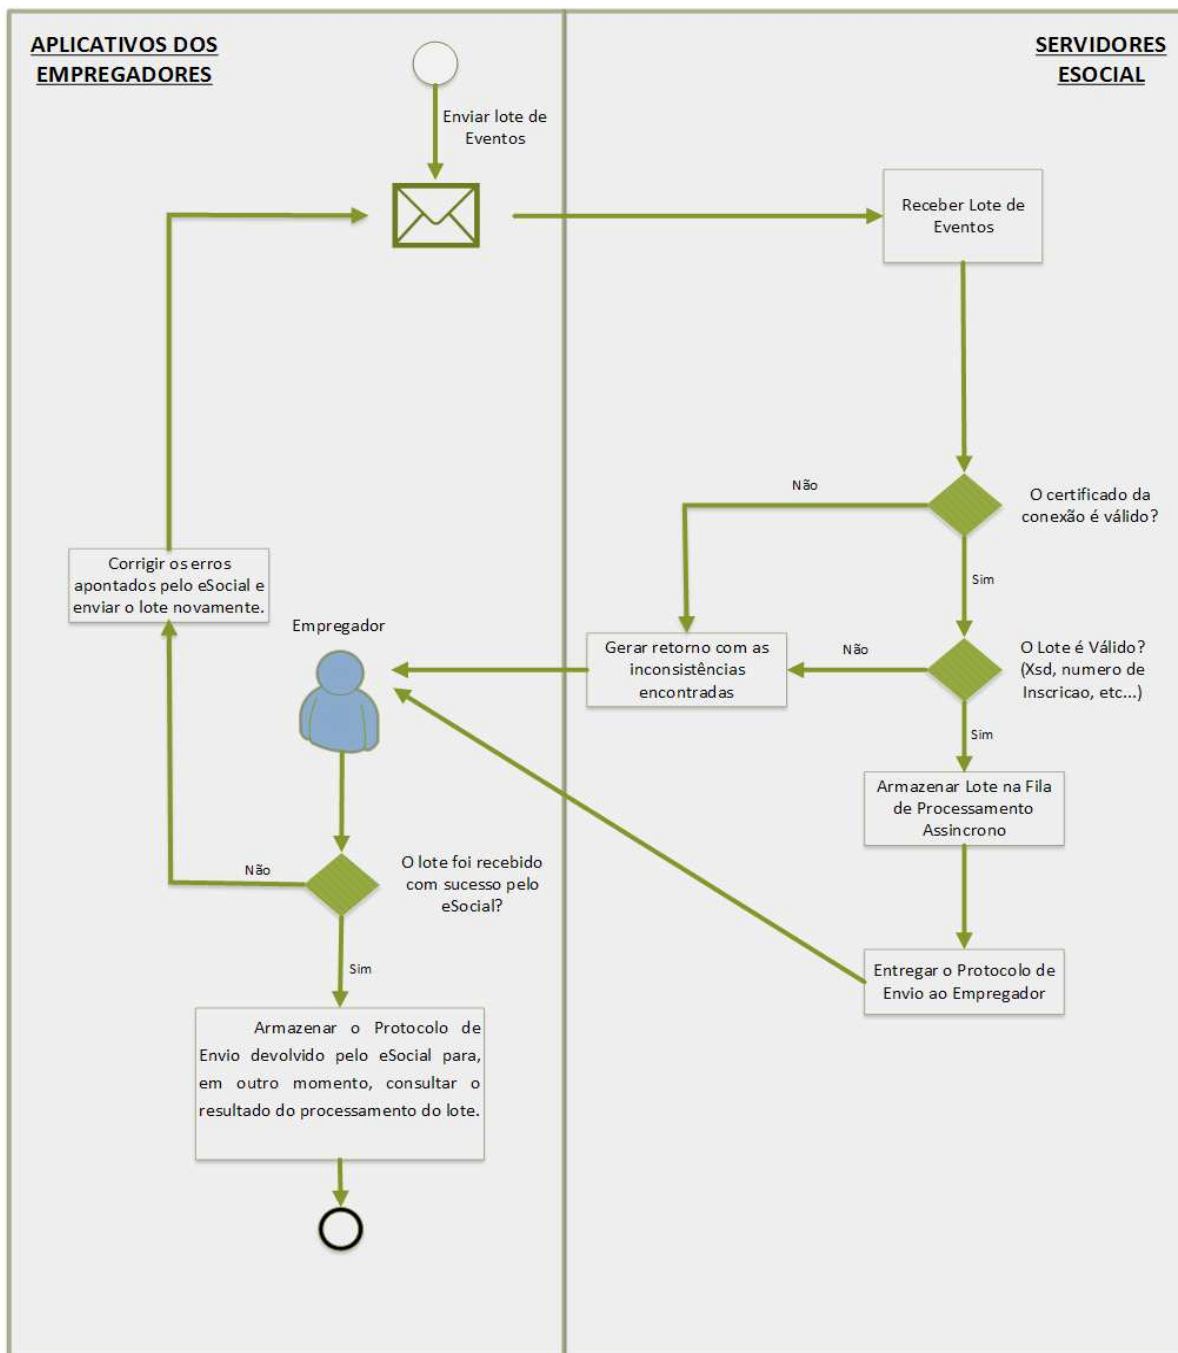 APLICATIVOS DOS
EMPREGADORES
SERVIDORES
ESOCIAL
Enviar lote de
Eventos
Receber Lote de
Eventos
Não
O certificado da
conexão é válido?
Sim
Corrigir os erros
apontados pelo eSocial e
enviar o lote novamente.
Empregador
Gerar retorno com as
inconsistências
encontradas
Não
O Lote é Válido?
(Xsd, numero de
Inscricao, etc...)
Sim
Armazenar Lote na Fila
de Processamento
Assincrono
Não
O lote foi recebido
com sucesso pelo
eSocial?
Sim
Entregar o Protocolo de
Envio ao Empregador
Armazenar o Protocolo de
Envio devolvido pelo eSocial para,
em outro momento, consultar o
resultado do processamento do lote.